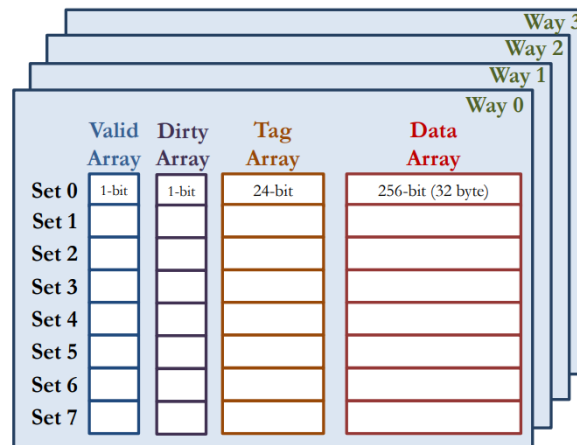 Way 3
Way 2
Way 1
Way 0
Valid Dirty Tag Data
Array Array Array Array
Set 0 1-bit 1-bit 24-bit 256-bit (32 byte)
Set 1
Set 2
Set 3
Set 4
Set 5
Set 6
Set 7